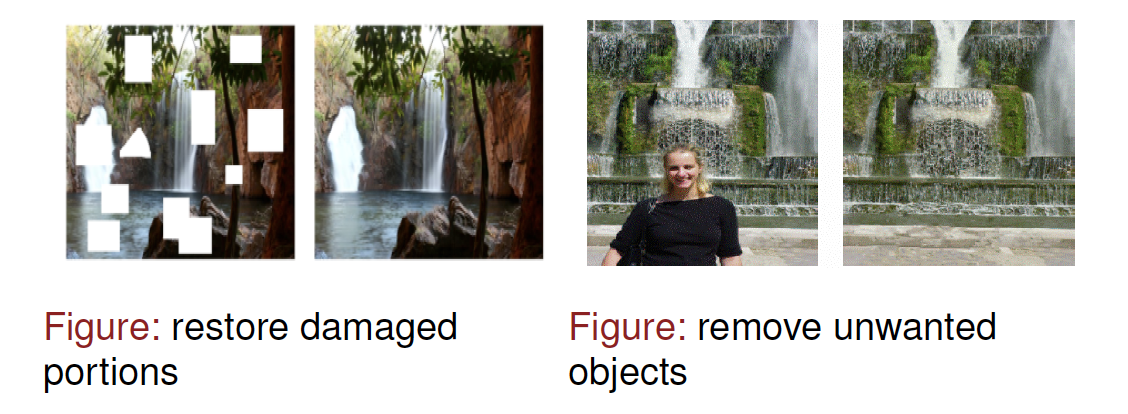 Figure: restore damaged
portions
Figure: remove unwanted
objects